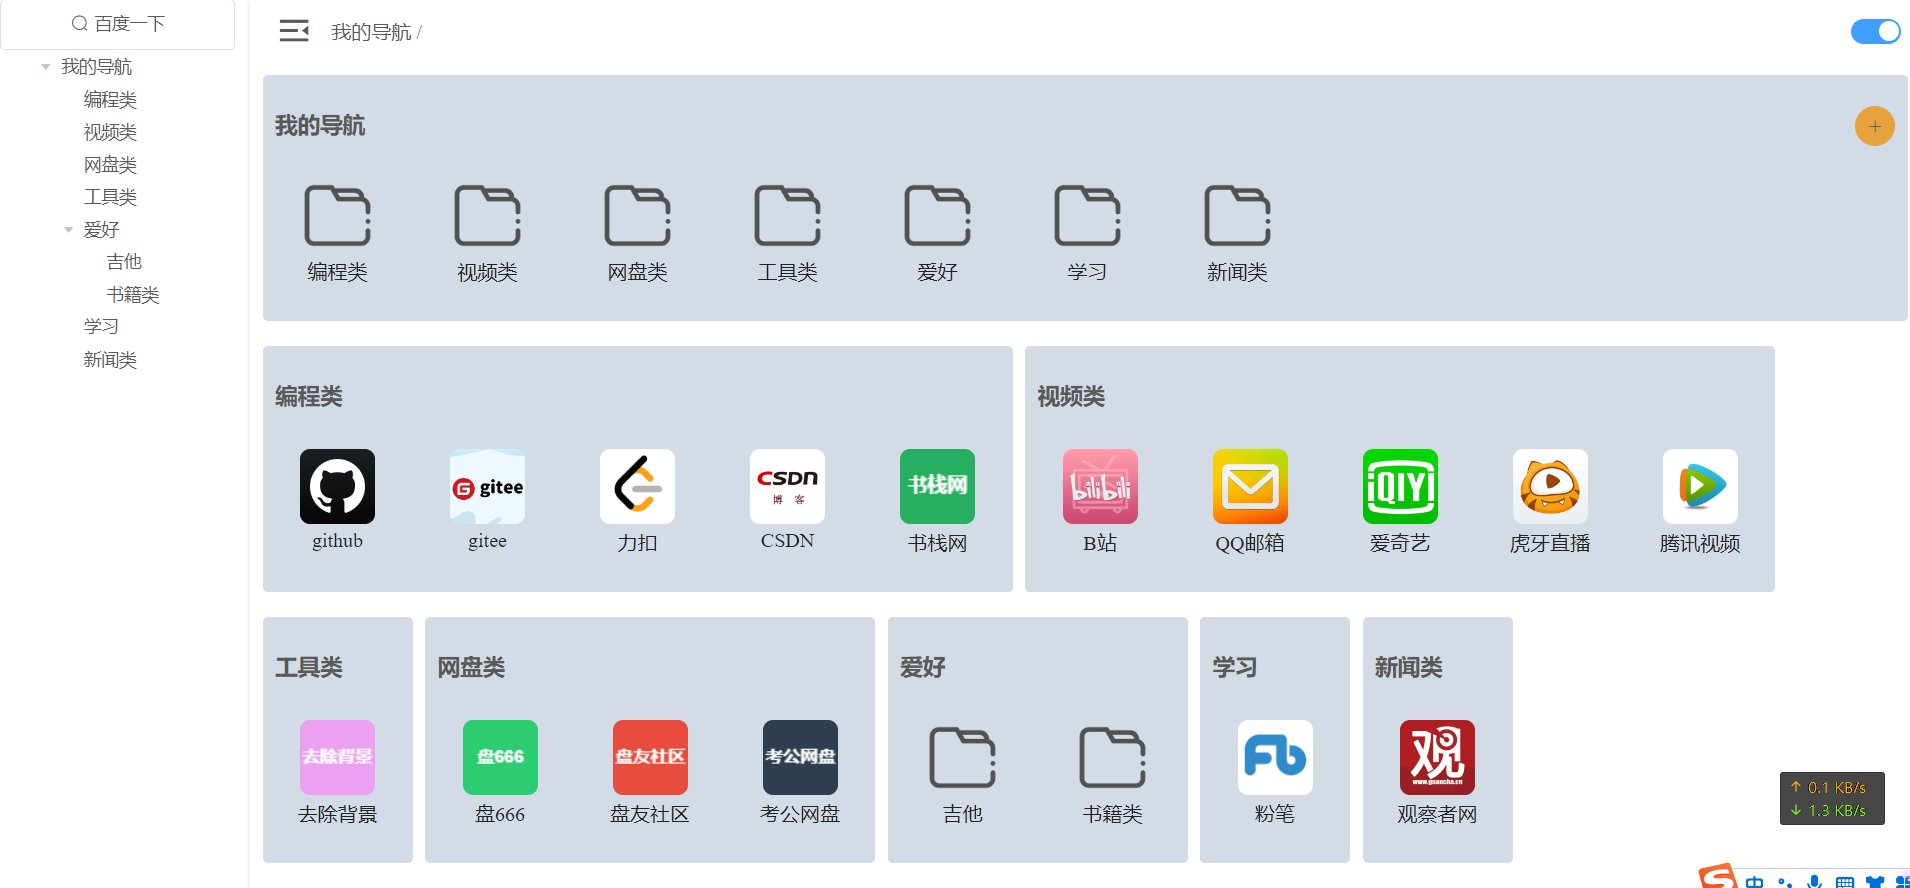 百度一下
我的导航
编程类
视频类
网盘类
工具类
爱好
吉他
书籍类
学习
新闻类
我的导航 /
我的导航
编程类
视频类
网盘类
工具类
爱好
学习
新闻类
编程类
gitee
CSDN
博 客
书栈网
github
gitee
力扣
CSDN
书栈网
视频类
bilibili
iQIYI
B站
QQ邮箱
爱奇艺
虎牙直播
腾讯视频
工具类
去除背景
去除背景
网盘类
盘666
盘友社区
考公网盘
盘666
盘友社区
考公网盘
爱好
吉他
书籍类
学习
Fb
粉笔
新闻类
观
www.guancha.cn
观察者网
↑ 0.1 KB/s
↓ 1.3 KB/s
中